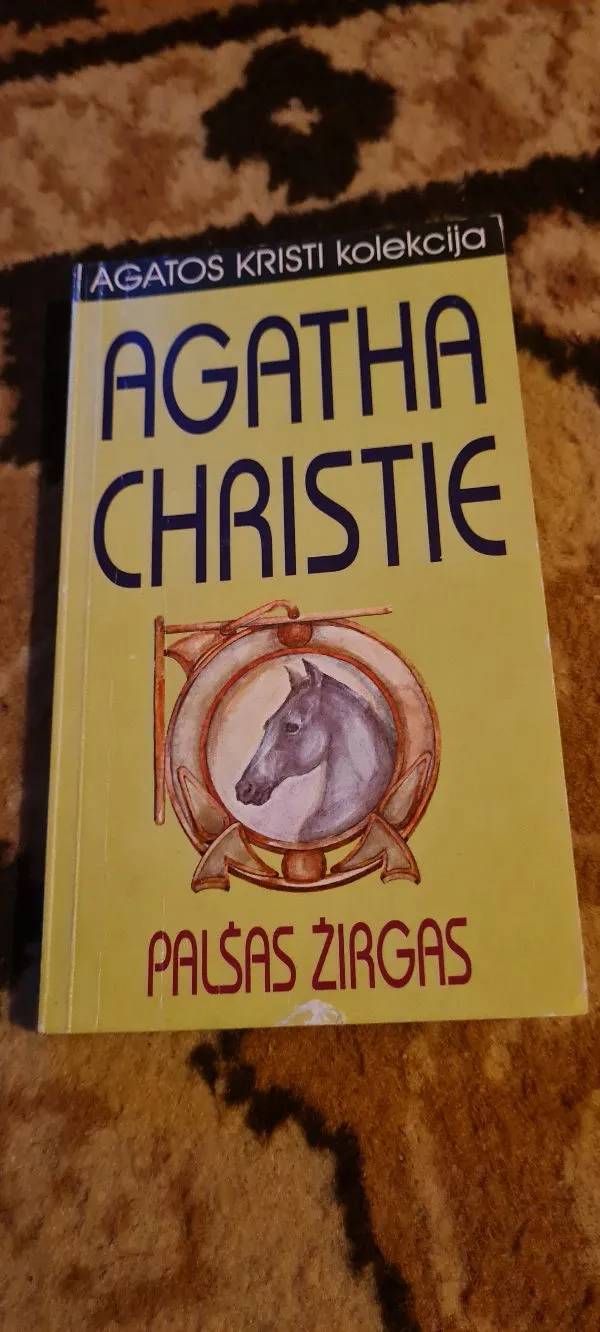 AGATOS KRISTI kolekcija
AGATHA
CHRISTIE
PALŠAS ŽIRGAS